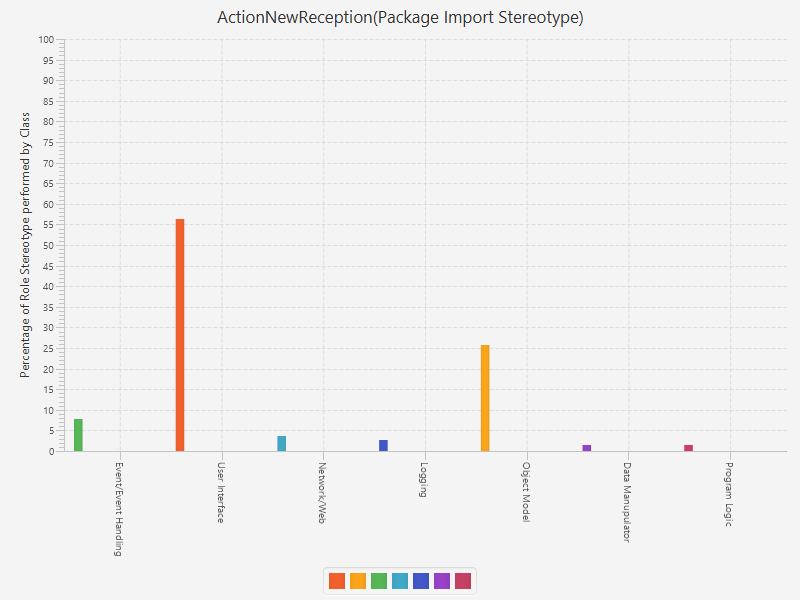 ActionNewReception(Package Import Stereotype)
Percentage of Role Stereotype performed by Class
100
95
90
85
80
75
70
65
60
55
50
45
40
35
30
25
20
15
10
5
0
Event/Event Handling
User Interface
Network/Web
Logging
Object Model
Data Manupulator
Program Logic